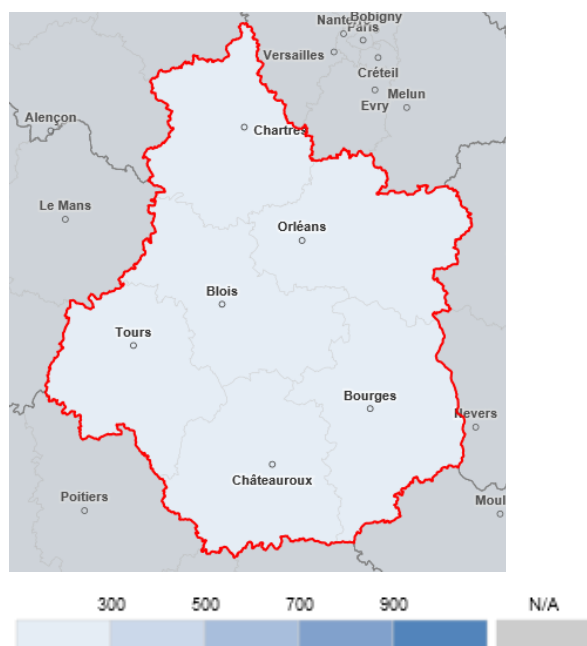 Nanterre Bobigny
Paris
Versailles
Créteil
Evry Melun
Alençon
Chartres
Le Mans
Orléans
Blois
Tours
Bourges
Nevers
Châteauroux
Poitiers
Moul
300 500 700 900 N/A